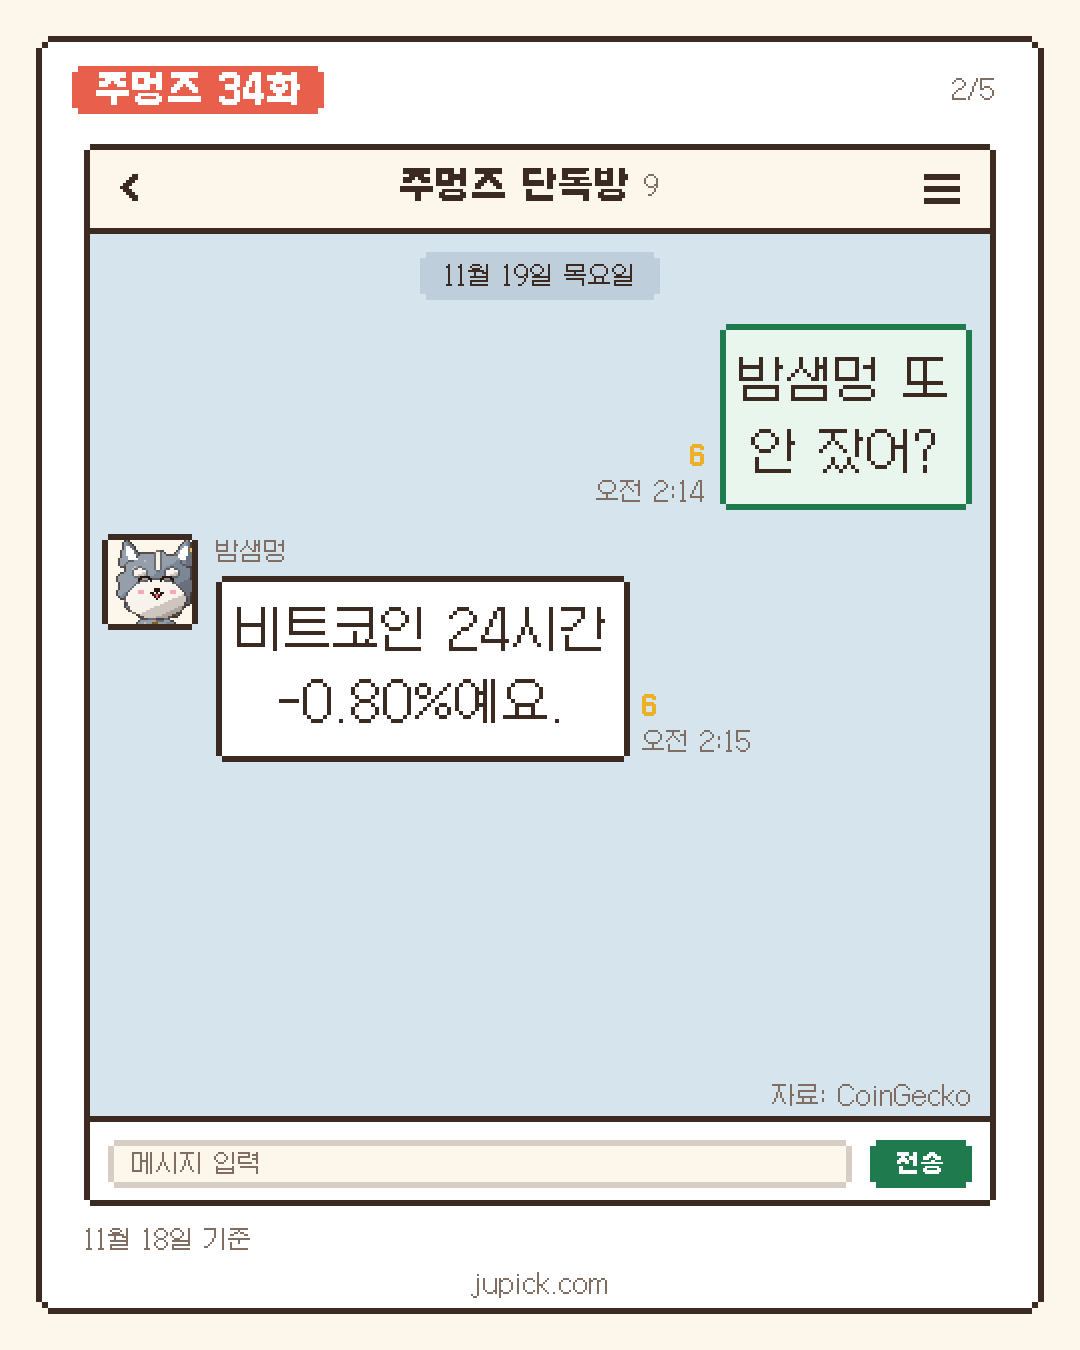 주멍즈 34화
2/5
주멍즈 단톡방 9
11월 19일 목요일
밤샘멍 또
안 잤어?
6
오전 2:14
밤샘멍
비트코인 24시간
-0.80%예요.
6
오전 2:15
자료: CoinGecko
메시지 입력
전송
11월 18일 기준
jupick.com